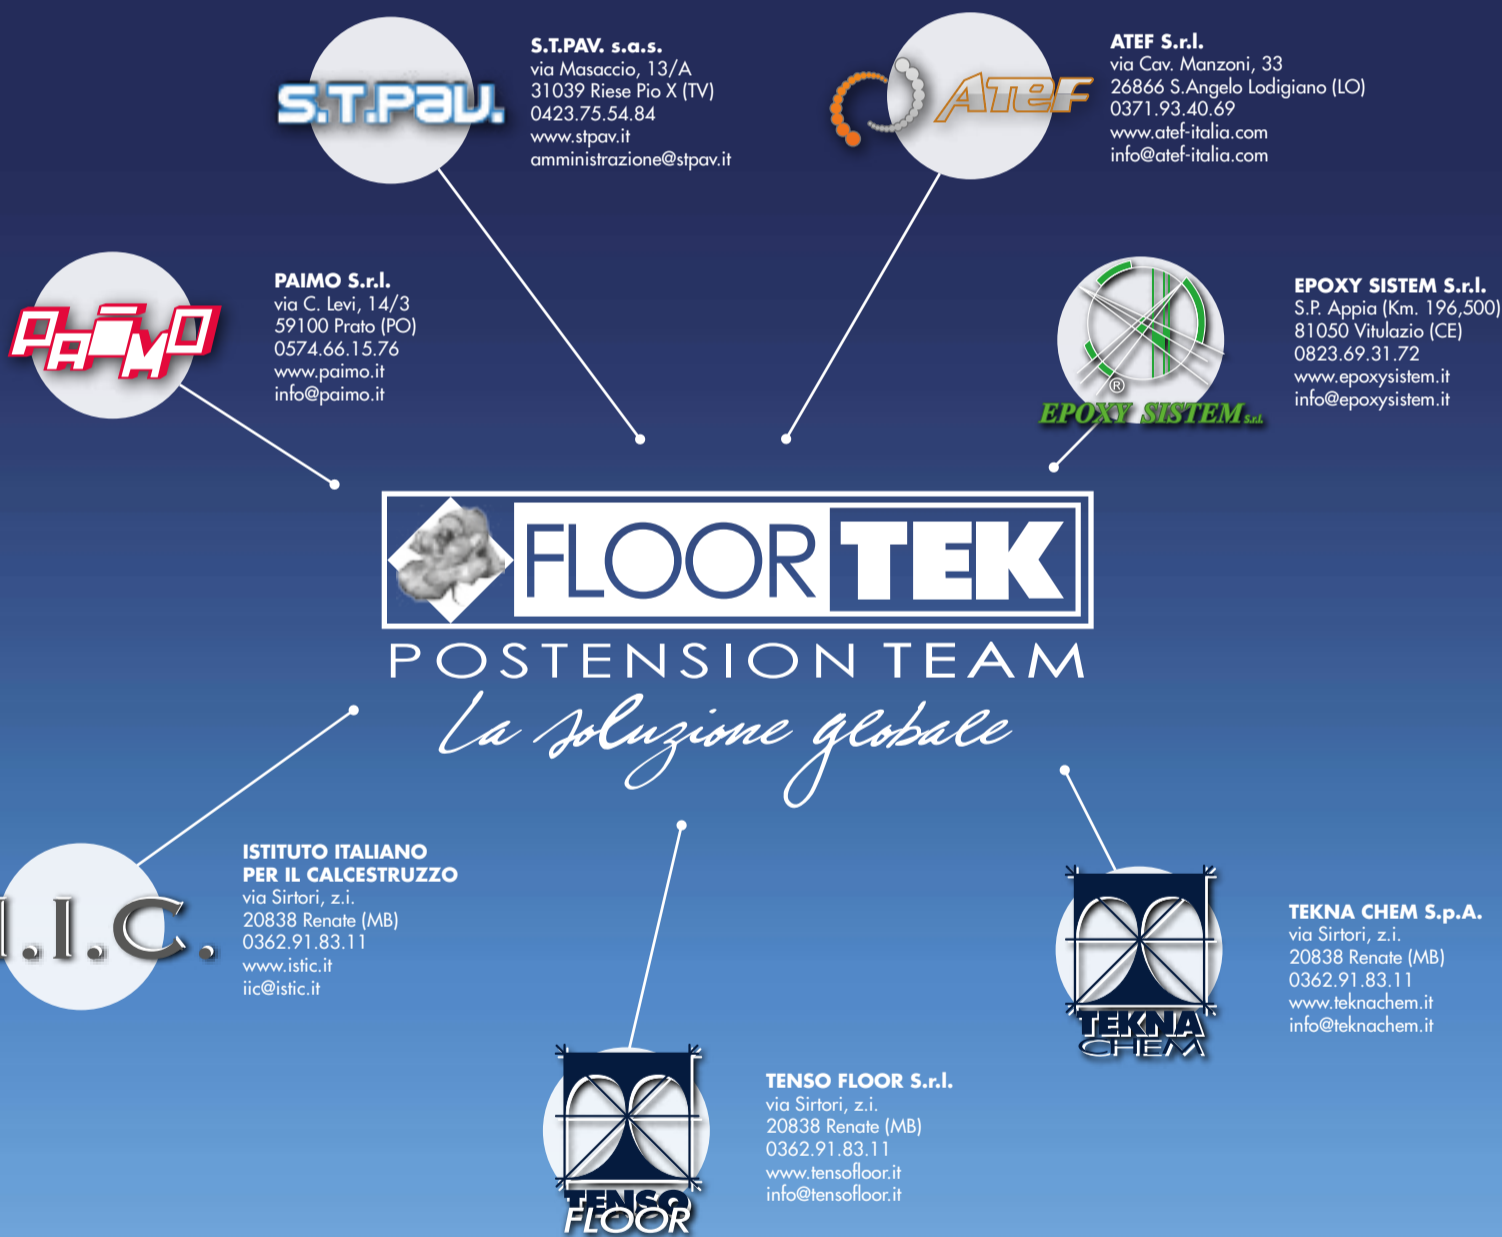 S.T.PAV.
S.T.PAV. s.a.s.
via Masaccio, 13/A
31039 Riese Pio X (TV)
0423.75.54.84
www.stpav.it
amministrazione@stpav.it
ATEF
ATEF S.r.l.
via Cav. Manzoni, 33
26866 S.Angelo Lodigiano (LO)
0371.93.40.69
www.atef-italia.com
info@atef-italia.com
PAIMO
PAIMO S.r.l.
via C. Levi, 14/3
59100 Prato (PO)
0574.66.15.76
www.paimo.it
info@paimo.it
®
EPOXY SISTEM s.r.l.
EPOXY SISTEM S.r.l.
S.P. Appia (Km. 196,500)
81050 Vitulazio (CE)
0823.69.31.72
www.epoxysistem.it
info@epoxysistem.it
FLOORTEK
POSTENSION TEAM
La soluzione globale
I.I.C.
ISTITUTO ITALIANO
PER IL CALCESTRUZZO
via Sirtori, z.i.
20838 Renate (MB)
0362.91.83.11
www.istic.it
iic@istic.it
TEKNA
CHEM
TEKNA CHEM S.p.A.
via Sirtori, z.i.
20838 Renate (MB)
0362.91.83.11
www.teknachem.it
info@teknachem.it
TENSO
FLOOR
TENSO FLOOR S.r.l.
via Sirtori, z.i.
20838 Renate (MB)
0362.91.83.11
www.tensofloor.it
info@tensofloor.it